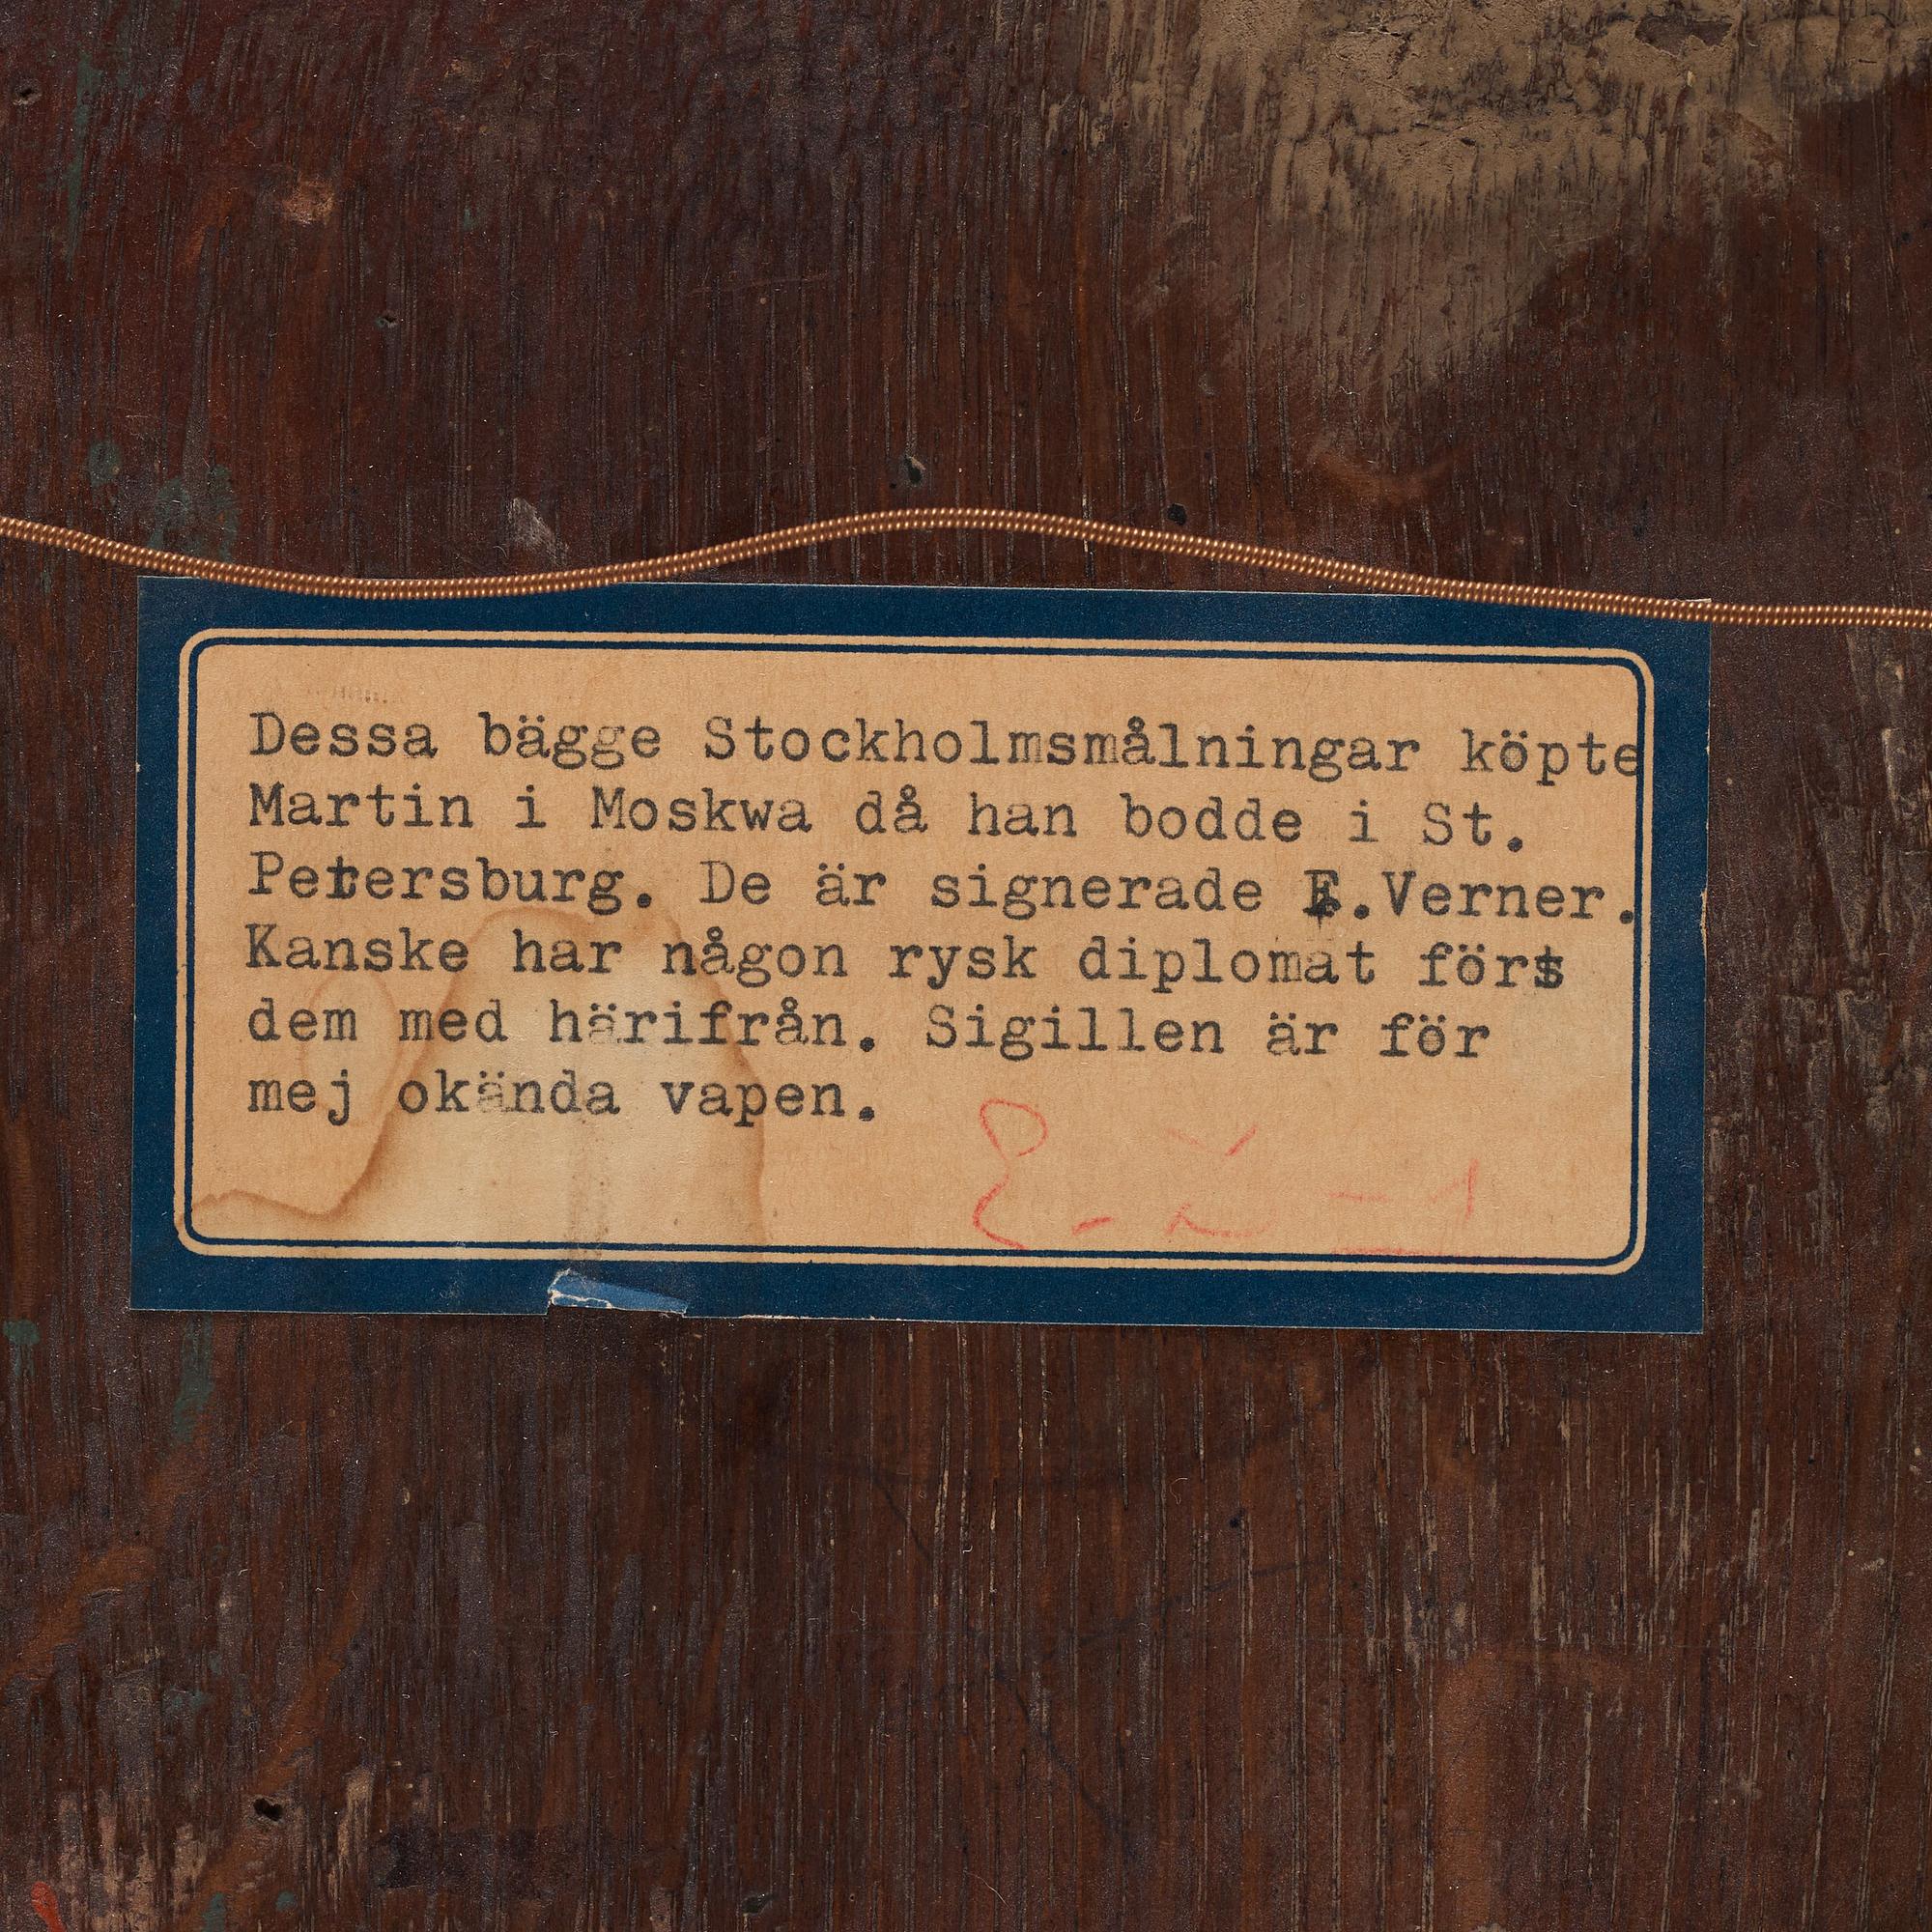 Dessa bägge Stockholmsmålningar köpte
Martin i Moskwa då han bodde i St.
Petersburg. De är signerade E.Verner.
Kanske har någon rysk diplomat fört
dem med härifrån. Sigillen är för
mej okända vapen.